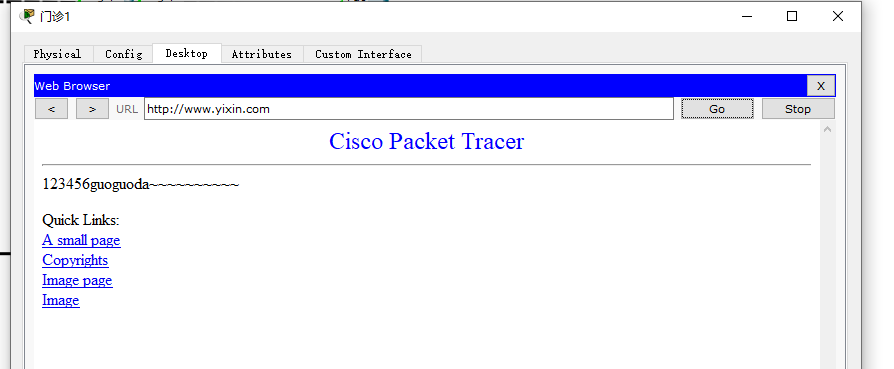 门诊1
Physical Config Desktop Attributes Custom Interface
Web Browser X
< > URL http://www.yixin.com Go Stop
Cisco Packet Tracer
123456guoguoda~~~~~~~~~~
Quick Links:
A small page
Copyrights
Image page
Image